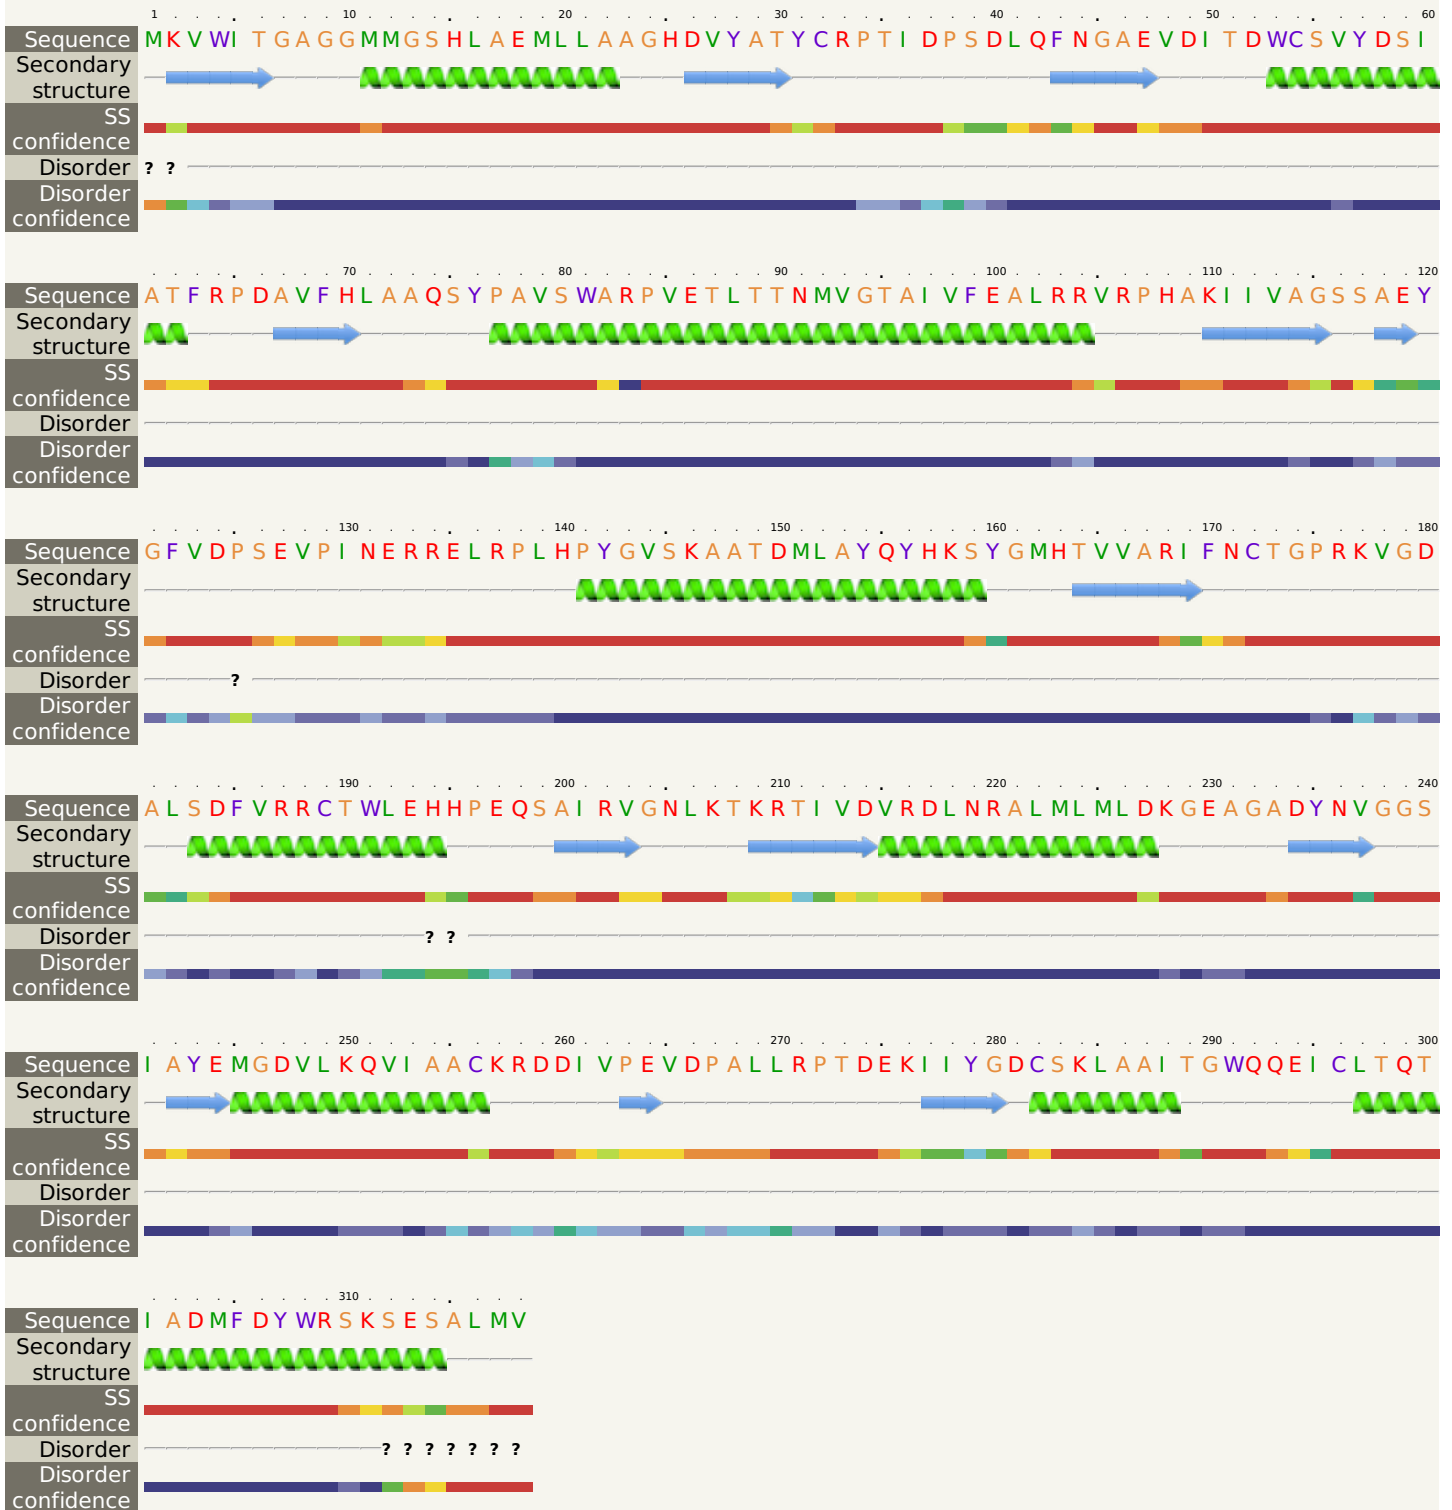 1 10 20 30 40 50 60
Sequence MKVWITGAGGMMGSHLAEMLLAAGHDVYATYCRPTIDPSDLQFNGAEVDITDWCSVYDSI
Secondary
structure
SS
confidence
Disorder ? ?
Disorder
confidence
70 80 90 100 110 120
Sequence ATFRPDAVFHLAAQSYPAVSWARPVETLTTNMVGTAIVFEALRRVRPHAKIIVAGSSAEY
Secondary
structure
SS
confidence
Disorder
Disorder
confidence
130 140 150 160 170 180
Sequence GFVDPSEVPINERRELRPLHPYGVSKAATDMLAYQYHKSYGMHTVVARIFNCTGPRKVGD
Secondary
structure
SS
confidence
Disorder ?
Disorder
confidence
190 200 210 220 230 240
Sequence ALSDFVRRCTWLEHHPEQSAIRVGNLKTKRTIVDVRDLNRALMLMLDKGEAGADYNVGGS
Secondary
structure
SS
confidence
Disorder ? ?
Disorder
confidence
250 260 270 280 290 300
Sequence IAYEMGDVLKQVIAACKRDDIVPEVDPALLRPTDEKIIYGDCSKLAAITGWQQEICLTQT
Secondary
structure
SS
confidence
Disorder
Disorder
confidence
310
Sequence IADMFDYWRSKSESALMV
Secondary
structure
SS
confidence
Disorder ? ? ? ? ? ? ?
Disorder
confidence